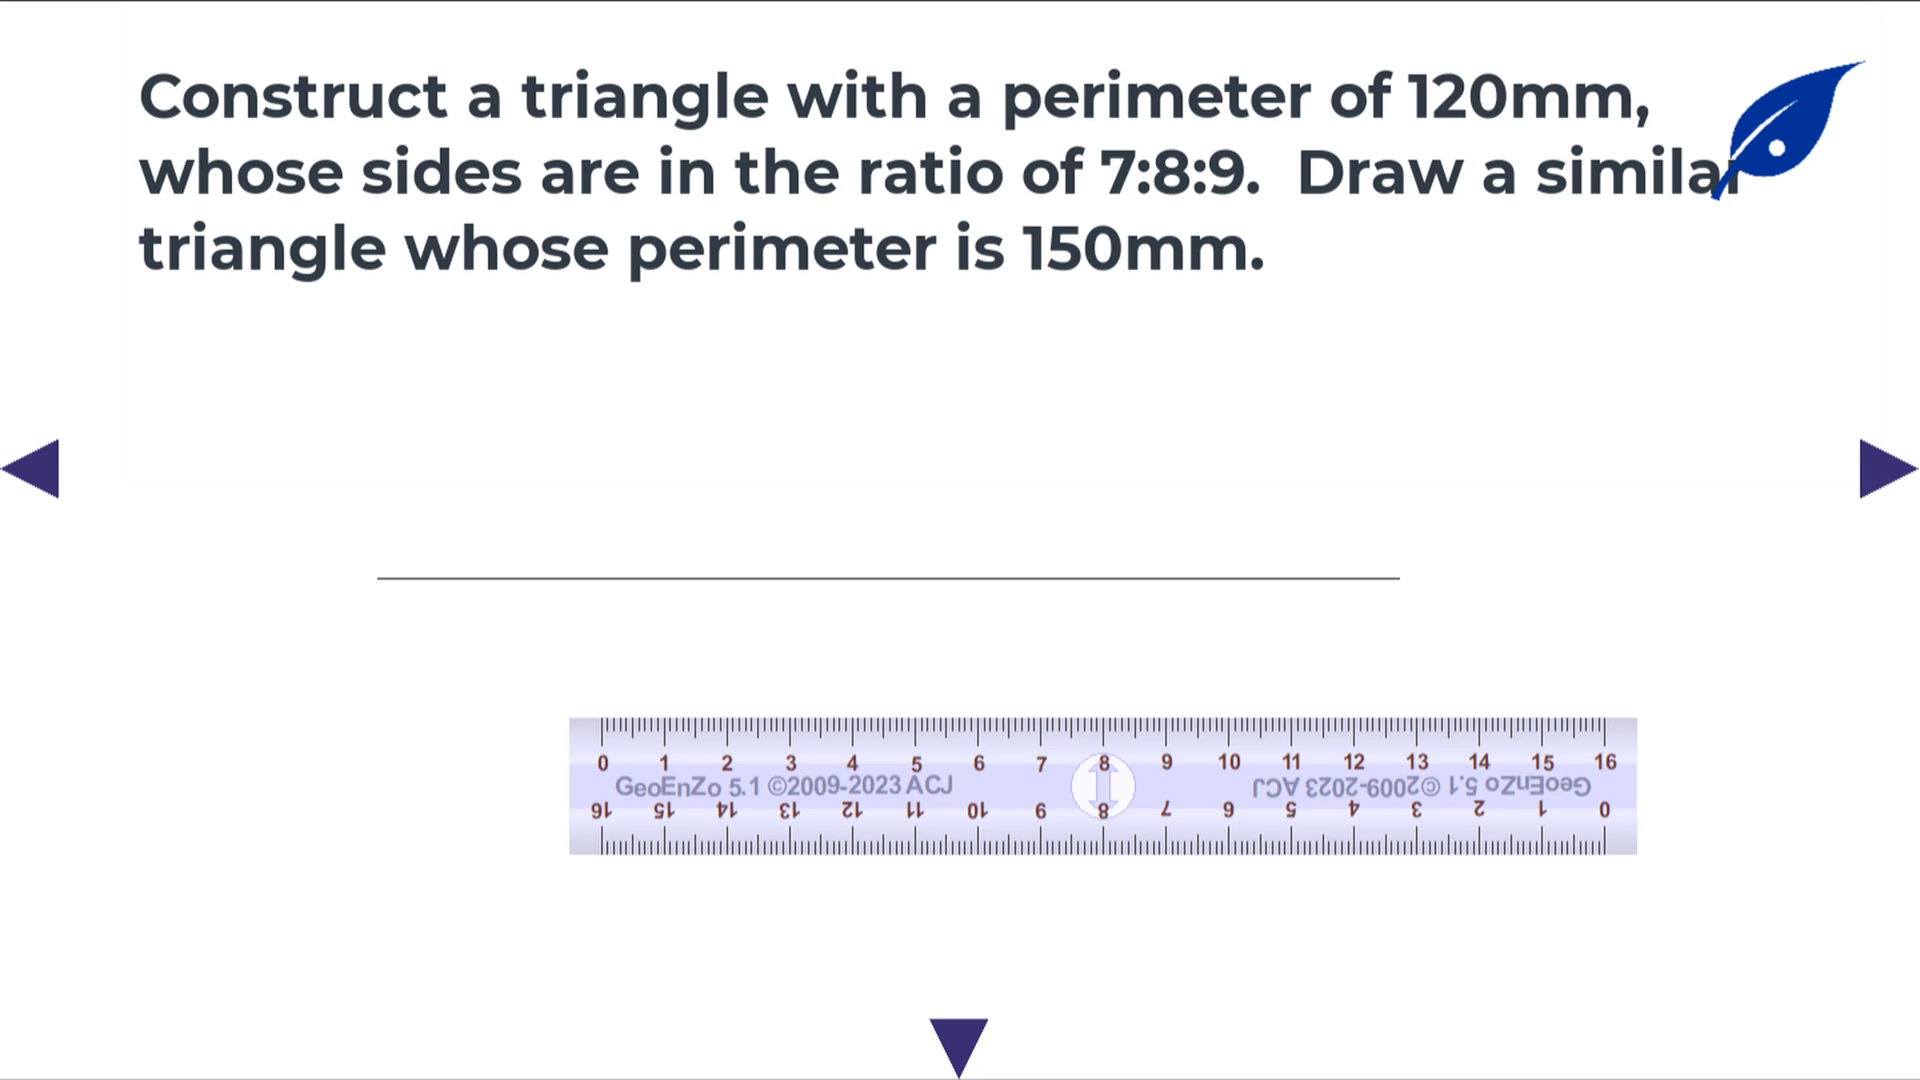 Construct a triangle with a perimeter of 120mm,
whose sides are in the ratio of 7:8:9. Draw a similar
triangle whose perimeter is 150mm.
0 1 2 3 4 5 6 7 8 9 10 11 12 13 14 15 16
GeoEnZo 5.1 ©2009-2023 ACJ GeoEnZo 5.1 ©2009-2023 ACJ
16 15 14 13 12 11 10 9 8 7 6 5 4 3 2 1 0